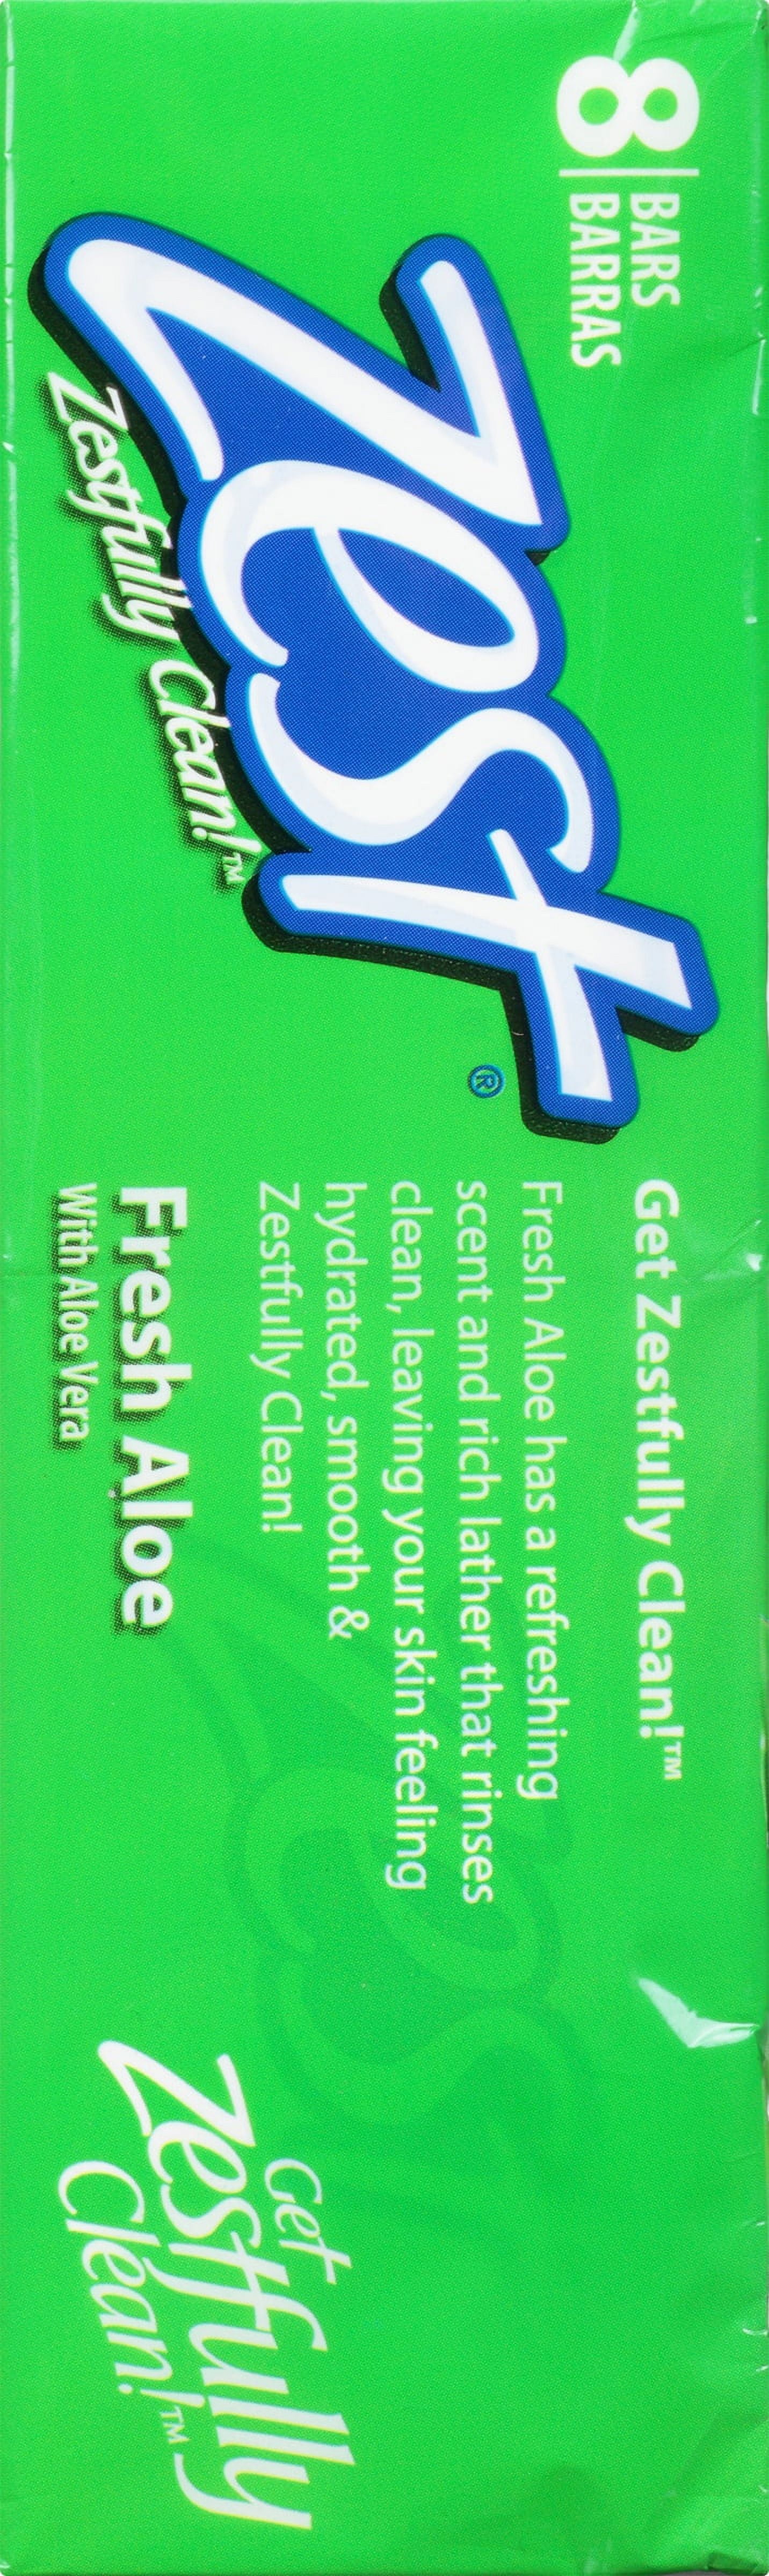 8 BARS
BARRAS
Zest®
Zestfully Clean!™
Get Zestfully Clean!™
Fresh Aloe has a refreshing
scent and rich lather that rinses
clean, leaving your skin feeling
hydrated, smooth &
Zestfully Clean!
Fresh Aloe
With Aloe Vera
Get
Zestfully
Clean!™